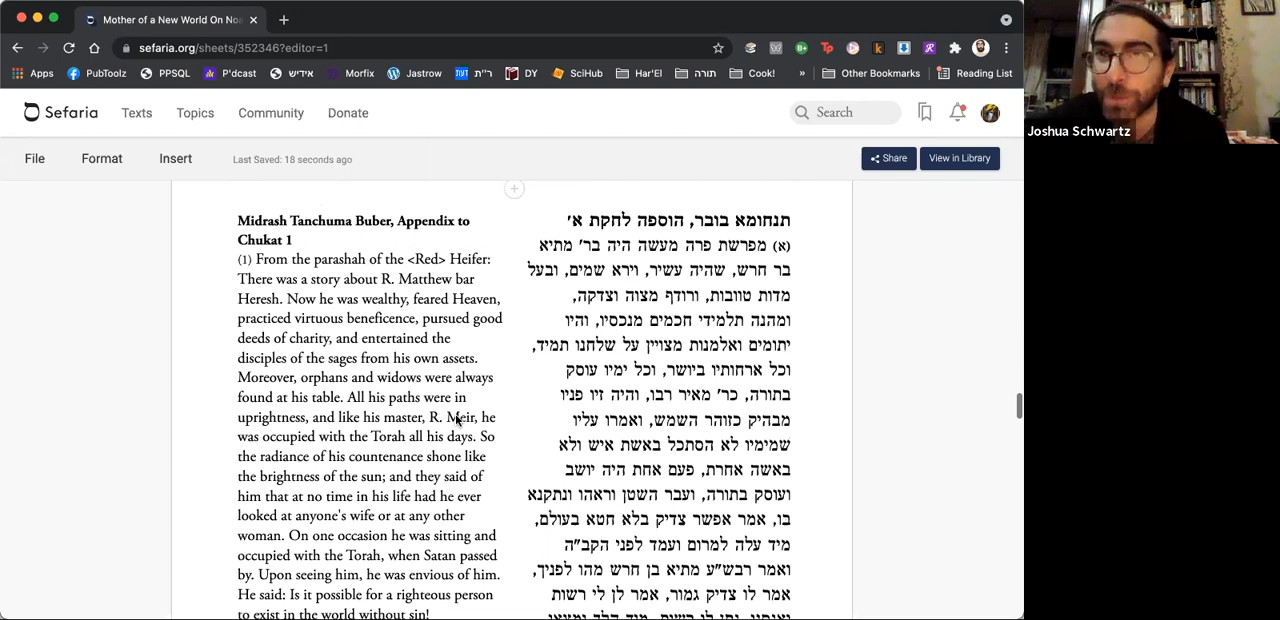 Mother of a New World On Noa
sefaria.org/sheets/352346?editor=1
Apps
PubToolz
PPSQL
P'dcast
אידיש
Morfix
Jastrow
ר״ית
DY
SciHub
Har'El
תורה
Cook!
»
Other Bookmarks
Reading List
Sefaria
Texts
Topics
Community
Donate
Search
File
Format
Insert
Last Saved: 18 seconds ago
Share
View in Library
Joshua Schwartz
Midrash Tanchuma Buber, Appendix to
Chukat 1
(1) From the parashah of the <Red> Heifer:
There was a story about R. Matthew bar
Heresh. Now he was wealthy, feared Heaven,
practiced virtuous beneficence, pursued good
deeds of charity, and entertained the
disciples of the sages from his own assets.
Moreover, orphans and widows were always
found at his table. All his paths were in
uprightness, and like his master, R. Meir, he
was occupied with the Torah all his days. So
the radiance of his countenance shone like
the brightness of the sun; and they said of
him that at no time in his life had he ever
looked at anyone's wife or at any other
woman. On one occasion he was sitting and
occupied with the Torah, when Satan passed
by. Upon seeing him, he was envious of him.
He said: Is it possible for a righteous person
to exist in the world without sin!
תנחומא בובר, הוספה לחקת א׳
(א) מפרשת פרה מעשה היה בר' מתיא
בר חרש, שהיה עשיר, וירא שמים, ובעל
מדות טוובות, ורודף מצוה וצדקה,
ומהנה תלמידי חכמים מנכסיו, והיו
יתומים ואלמנות מצויין על שלחנו תמיד,
וכל ארחותיו ביושר, וכל ימיו עוסק
בתורה, כר' מאיר רבו, והיה זיו פניו
מבהיק כזוהר השמש, ואמרו עליו
שמימיו לא הסתכל באשת איש ולא
באשה אחרת, פעם אחת היה יושב
ועוסק בתורה, ועבר השטן וראהו ונתקנא
בו, אמר אפשר צדיק בלא חטא בעולם,
מיד עלה למרום ועמד לפני הקב"ה
ואמר רבש"ע מתיא בן חרש מהו לפניך,
אמר לו צדיק גמור, אמר לן לי רשות